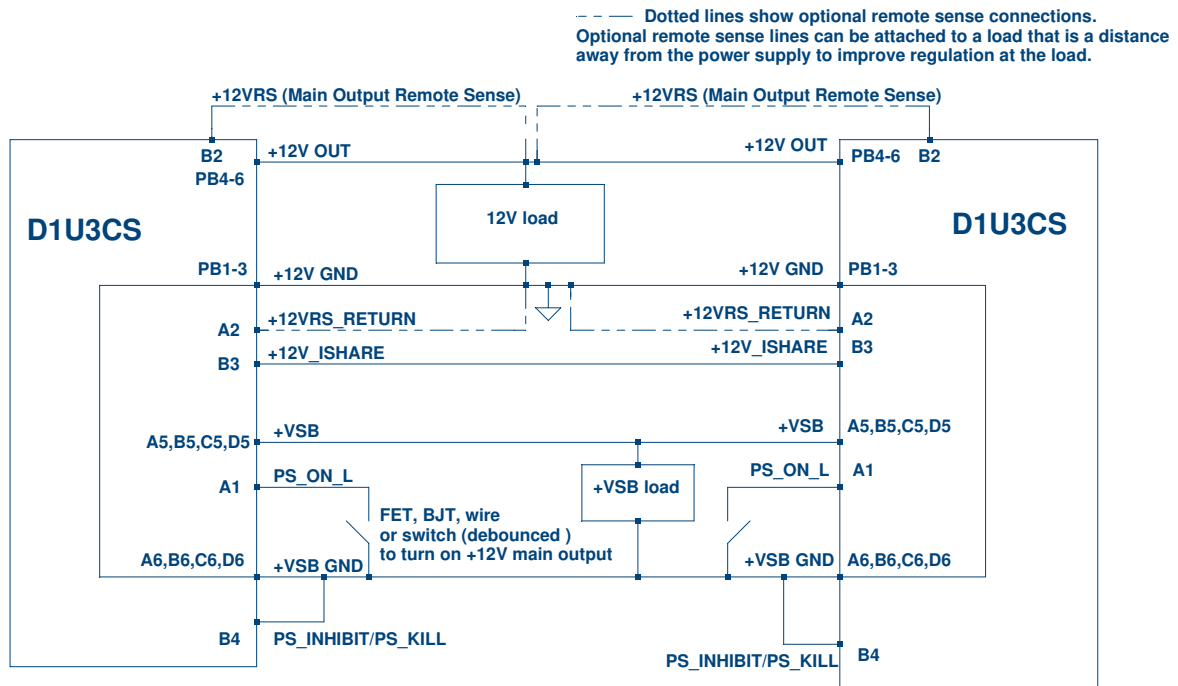 Dotted lines show optional remote sense connections.
Optional remote sense lines can be attached to a load that is a distance
away from the power supply to improve regulation at the load.
+12VRS (Main Output Remote Sense)
+12VRS (Main Output Remote Sense)
B2
+12V OUT
+12V OUT
PB4-6
B2
PB4-6
D1U3CS
12V load
D1U3CS
PB1-3
+12V GND
+12V GND
PB1-3
A2
+12VRS_RETURN
+12VRS_RETURN
A2
B3
+12V_ISHARE
+12V_ISHARE
B3
A5,B5,C5,D5
+VSB
+VSB
A5,B5,C5,D5
A1
PS_ON_L
+VSB load
PS_ON_L
A1
FET, BJT, wire
or switch (debounced )
to turn on +12V main output
A6,B6,C6,D6
+VSB GND
+VSB GND
A6,B6,C6,D6
B4
PS_INHIBIT/PS_KILL
PS_INHIBIT/PS_KILL
B4